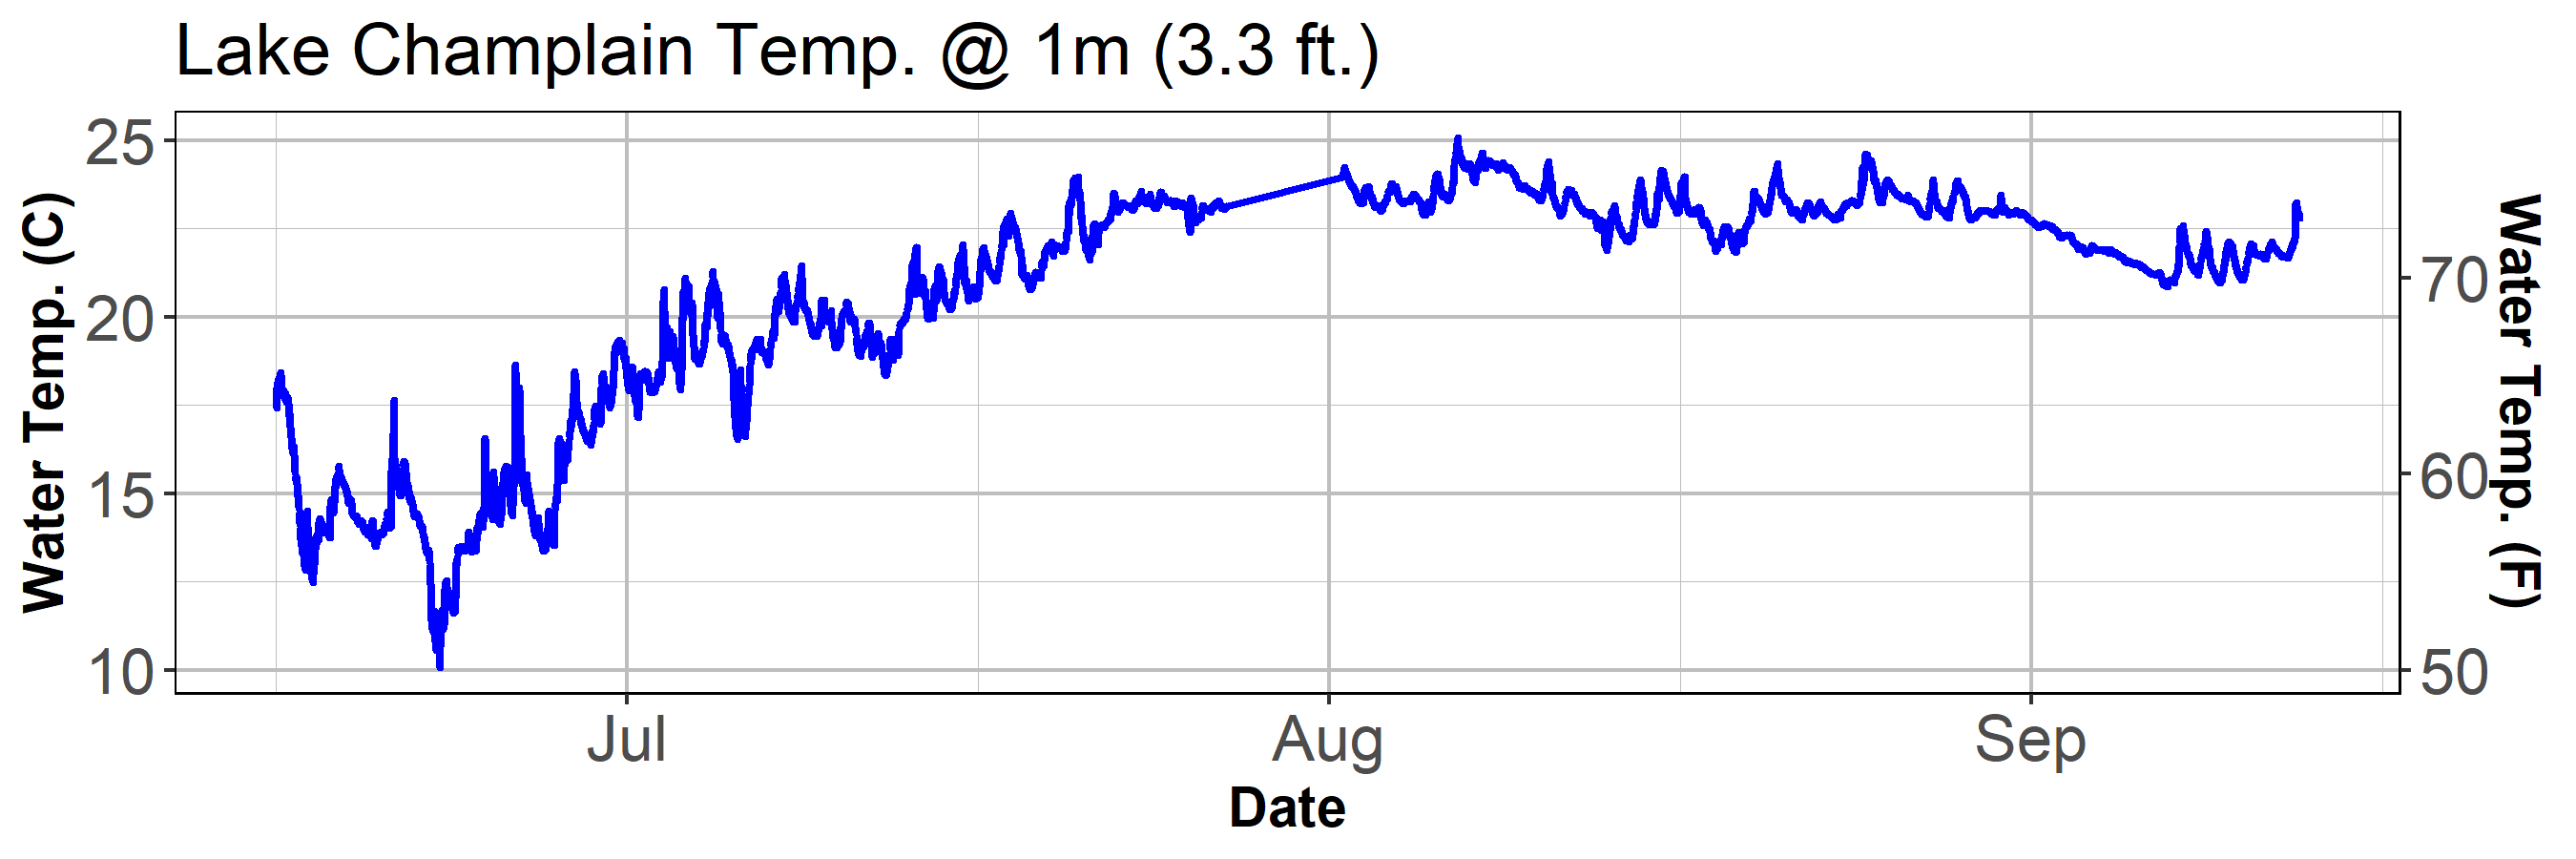 Lake Champlain Temp. @ 1m (3.3 ft.)
Water Temp. (C)
25
20
15
10
Water Temp. (F)
70
60
50
Jul
Aug
Sep
Date